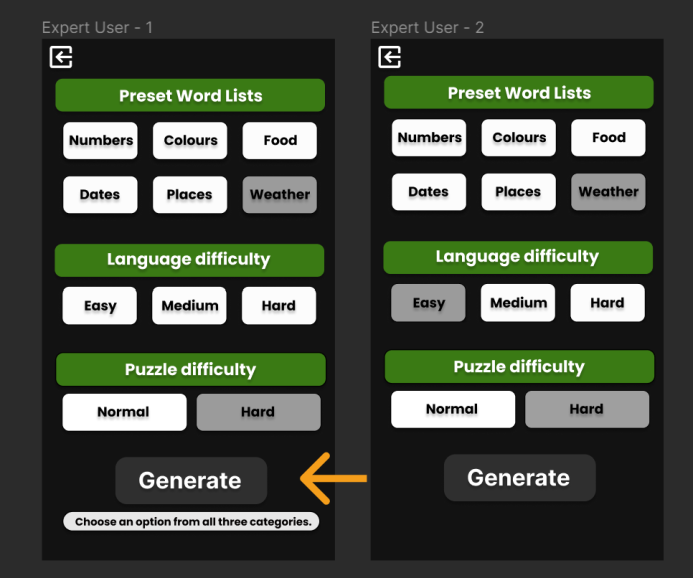 Expert User - 1
Preset Word Lists
Numbers Colours Food
Dates Places Weather
Language difficulty
Easy Medium Hard
Puzzle difficulty
Normal Hard
Generate
Choose an option from all three categories.
Expert User - 2
Preset Word Lists
Numbers Colours Food
Dates Places Weather
Language difficulty
Easy Medium Hard
Puzzle difficulty
Normal Hard
Generate